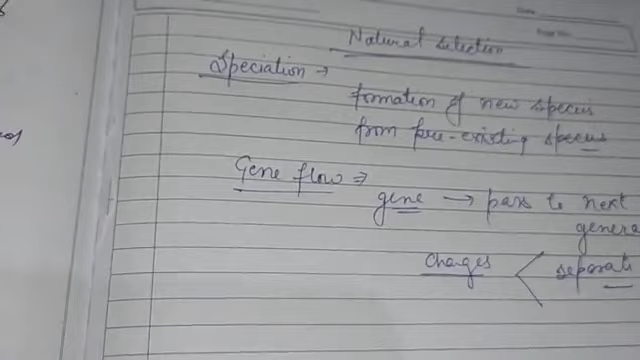 Natural selection
Speciation →
formation of new species
from pre-existing species
Gene flow ⇒
gene → pass to next
genera
changes < separati